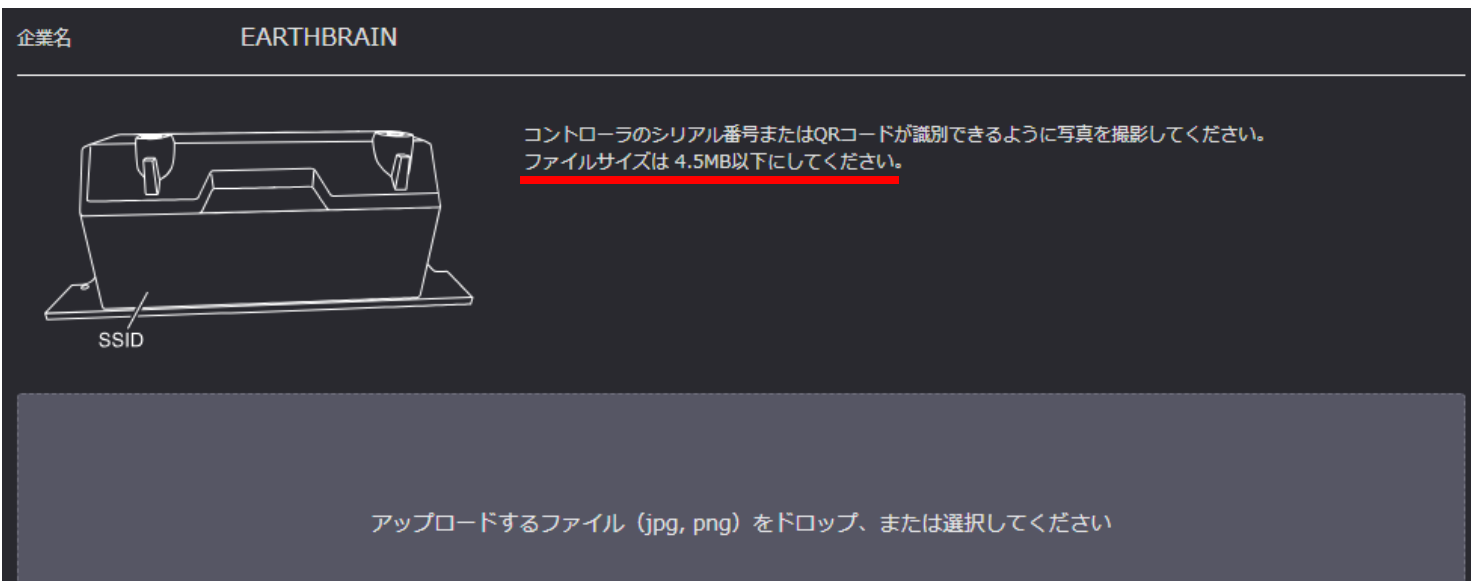 企業名 EARTHBRAIN
コントローラのシリアル番号またはQRコードが識別できるように写真を撮影してください。
ファイルサイズは 4.5MB以下にしてください。
SSID
アップロードするファイル（jpg, png）をドロップ、または選択してください